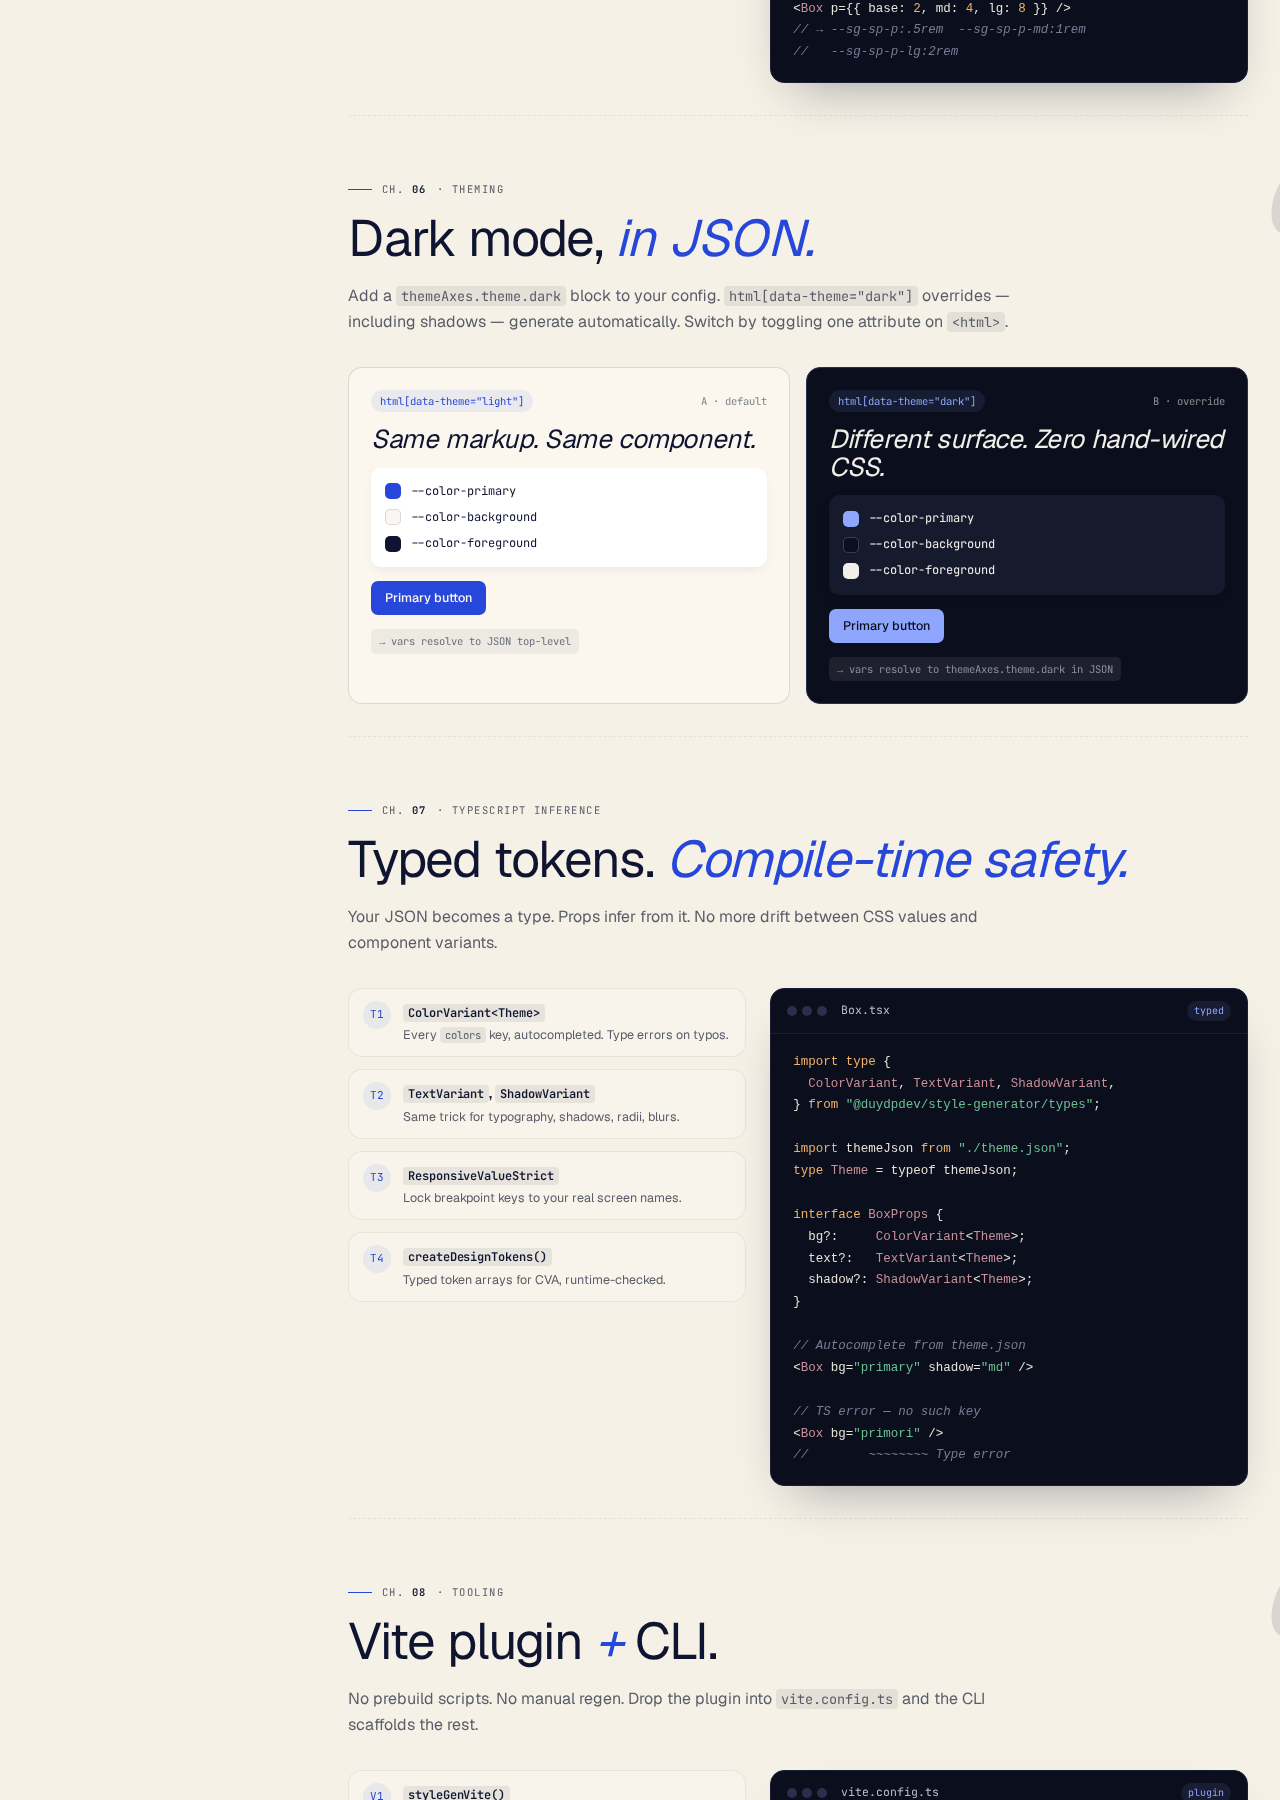 <Box p={{ base: 2, md: 4, lg: 8 }} />
// → --sg-sp-p:.5rem  --sg-sp-p-md:1rem
//   --sg-sp-p-lg:2rem
CH. 06 · THEMING
Dark mode, in JSON.
Add a themeAxes.theme.dark block to your config. html[data-theme="dark"] overrides —
including shadows — generate automatically. Switch by toggling one attribute on <html>.
html[data-theme="light"]
A · default
Same markup. Same component.
--color-primary
--color-background
--color-foreground
Primary button
→ vars resolve to JSON top-level
html[data-theme="dark"]
B · override
Different surface. Zero hand-wired
CSS.
--color-primary
--color-background
--color-foreground
Primary button
→ vars resolve to themeAxes.theme.dark in JSON
CH. 07 · TYPESCRIPT INFERENCE
Typed tokens. Compile-time safety.
Your JSON becomes a type. Props infer from it. No more drift between CSS values and
component variants.
T1
ColorVariant<Theme>
Every colors key, autocompleted. Type errors on typos.
T2
TextVariant, ShadowVariant
Same trick for typography, shadows, radii, blurs.
T3
ResponsiveValueStrict
Lock breakpoint keys to your real screen names.
T4
createDesignTokens()
Typed token arrays for CVA, runtime-checked.
Box.tsx
typed
import type {
  ColorVariant, TextVariant, ShadowVariant,
} from "@duydpdev/style-generator/types";
import themeJson from "./theme.json";
type Theme = typeof themeJson;
interface BoxProps {
  bg?:     ColorVariant<Theme>;
  text?:   TextVariant<Theme>;
  shadow?: ShadowVariant<Theme>;
}
// Autocomplete from theme.json
<Box bg="primary" shadow="md" />
// TS error — no such key
<Box bg="primori" />
//        ~~~~~~~~ Type error
CH. 08 · TOOLING
Vite plugin + CLI.
No prebuild scripts. No manual regen. Drop the plugin into vite.config.ts and the CLI
scaffolds the rest.
V1
styleGenVite()
vite.config.ts
plugin